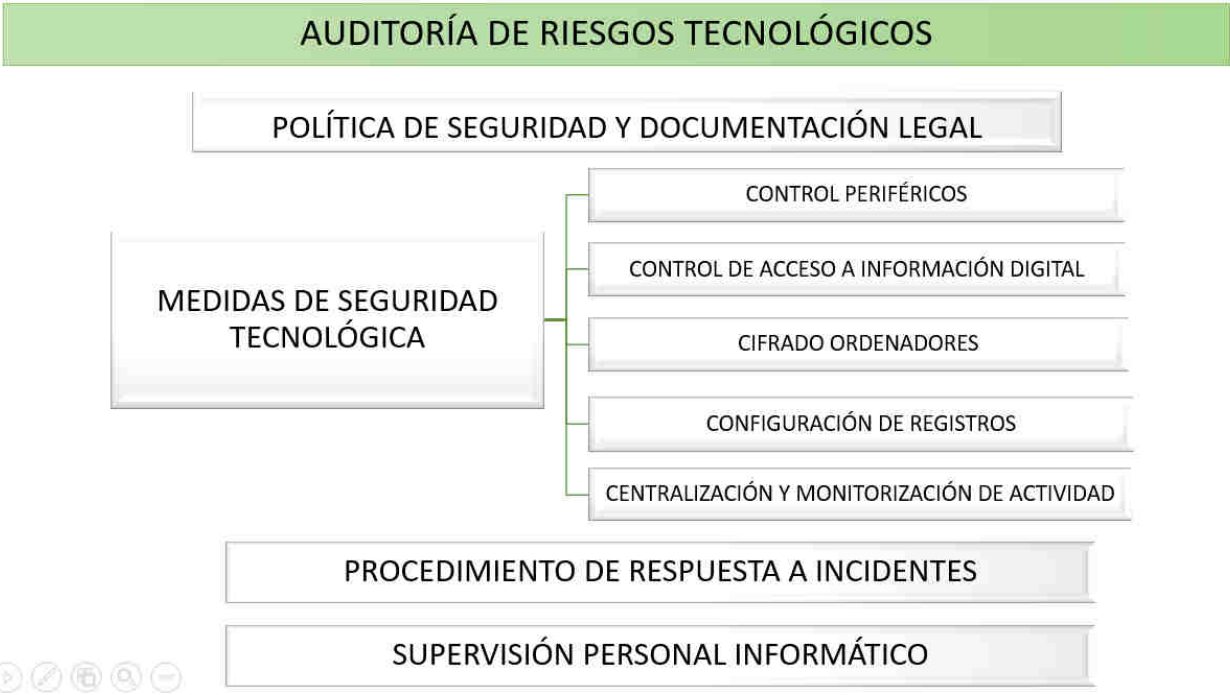 AUDITORÍA DE RIESGOS TECNOLÓGICOS
POLÍTICA DE SEGURIDAD Y DOCUMENTACIÓN LEGAL
MEDIDAS DE SEGURIDAD
TECNOLÓGICA
CONTROL PERIFÉRICOS
CONTROL DE ACCESO A INFORMACIÓN DIGITAL
CIFRADO ORDENADORES
CONFIGURACIÓN DE REGISTROS
CENTRALIZACIÓN Y MONITORIZACIÓN DE ACTIVIDAD
PROCEDIMIENTO DE RESPUESTA A INCIDENTES
SUPERVISIÓN PERSONAL INFORMÁTICO